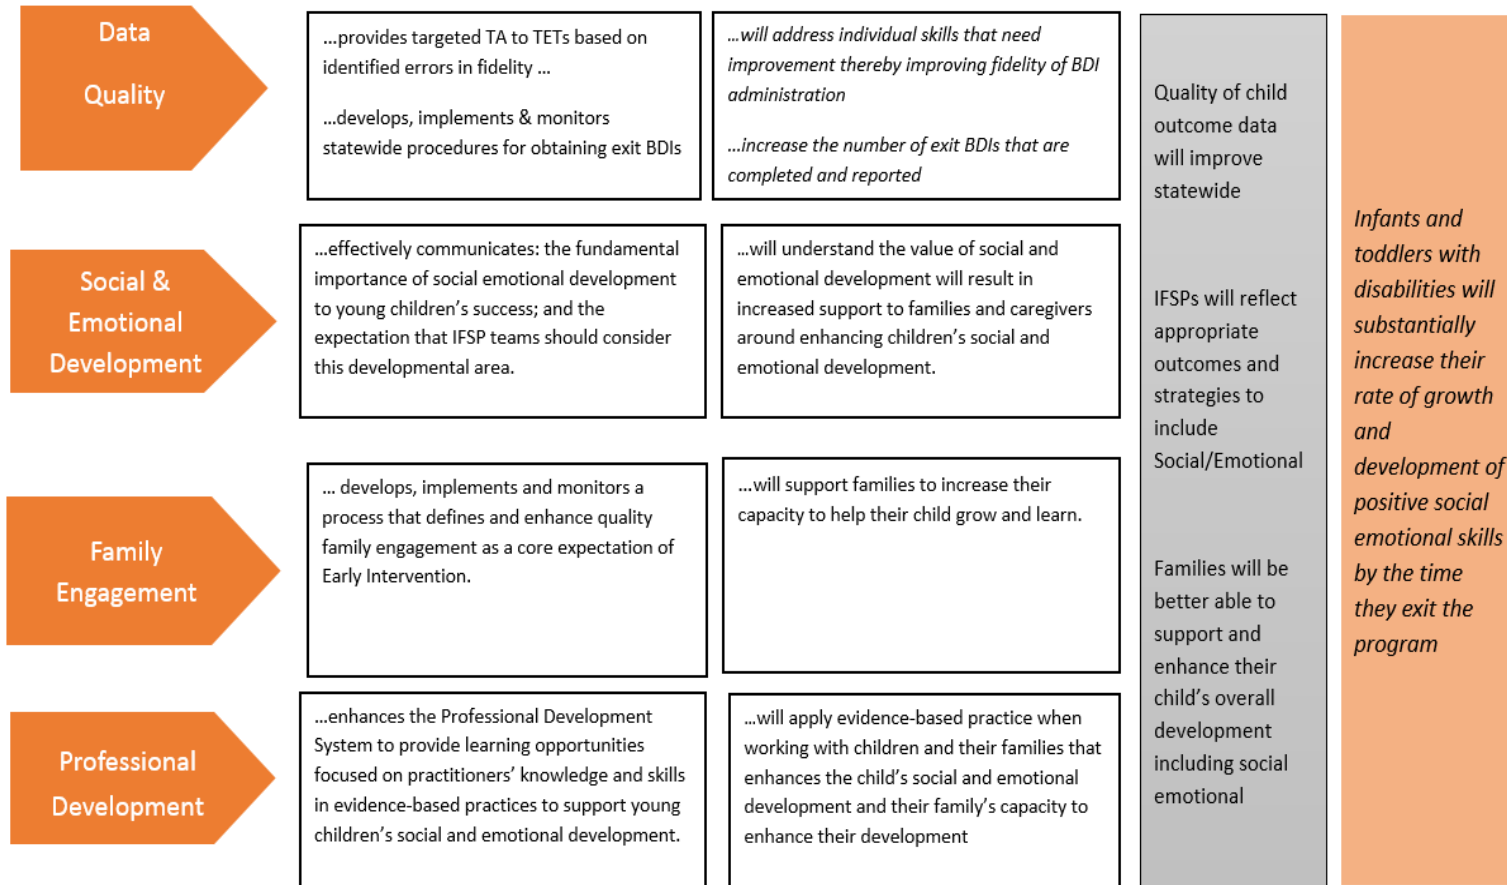 Data
Quality
...provides targeted TA to TETs based on
identified errors in fidelity ...
...develops, implements & monitors
statewide procedures for obtaining exit BDIs
...will address individual skills that need
improvement thereby improving fidelity of BDI
administration
...increase the number of exit BDIs that are
completed and reported
Social &
Emotional
Development
...effectively communicates: the fundamental
importance of social emotional development
to young children's success; and the
expectation that IFSP teams should consider
this developmental area.
...will understand the value of social and
emotional development will result in
increased support to families and caregivers
around enhancing children's social and
emotional development.
Family
Engagement
... develops, implements and monitors a
process that defines and enhance quality
family engagement as a core expectation of
Early Intervention.
...will support families to increase their
capacity to help their child grow and learn.
Professional
Development
...enhances the Professional Development
System to provide learning opportunities
focused on practitioners' knowledge and skills
in evidence-based practices to support young
children's social and emotional development.
...will apply evidence-based practice when
working with children and their families that
enhances the child's social and emotional
development and their family's capacity to
enhance their development
Quality of child
outcome data
will improve
statewide
IFSPs will reflect
appropriate
outcomes and
strategies to
include
Social/Emotional
Families will be
better able to
support and
enhance their
child's overall
development
including social
emotional
Infants and
toddlers with
disabilities will
substantially
increase their
rate of growth
and
development of
positive social
emotional skills
by the time
they exit the
program